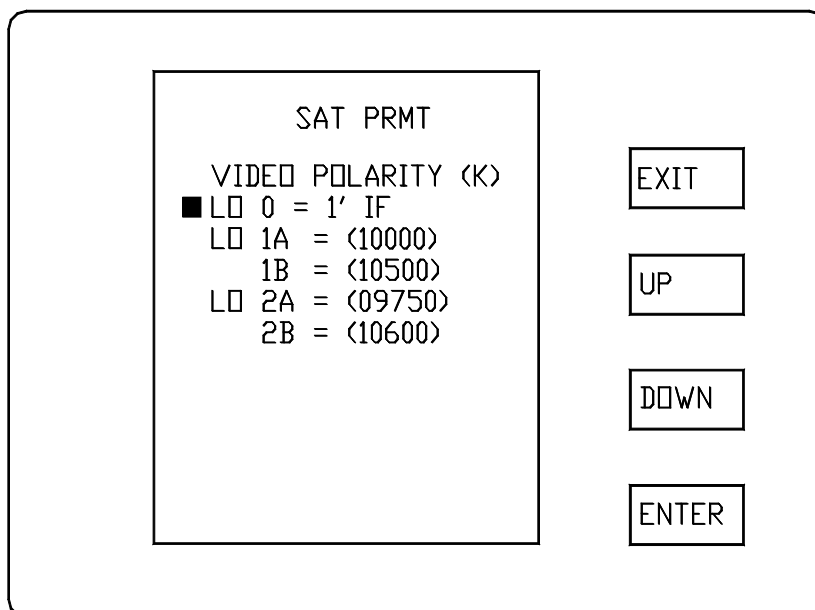 SAT PRMT
VIDEO POLARITY (K)
LO 0 = 1' IF
LO 1A = (10000)
1B = (10500)
LO 2A = (09750)
2B = (10600)
EXIT
UP
DOWN
ENTER